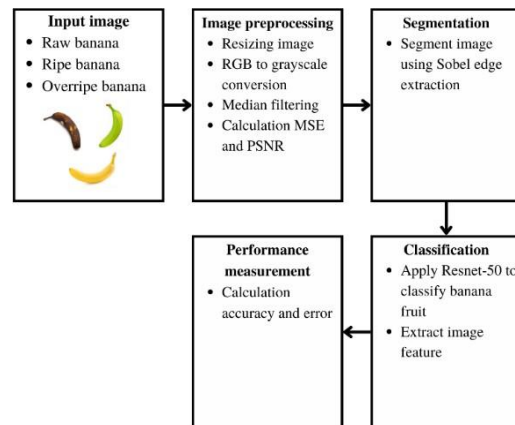 Input image
• Raw banana
• Ripe banana
• Overripe banana
Image preprocessing
• Resizing image
• RGB to grayscale
conversion
• Median filtering
• Calculation MSE
and PSNR
Segmentation
• Segment image
using Sobel edge
extraction
Classification
• Apply Resnet-50 to
classify banana
fruit
• Extract image
feature
Performance
measurement
• Calculation
accuracy and error